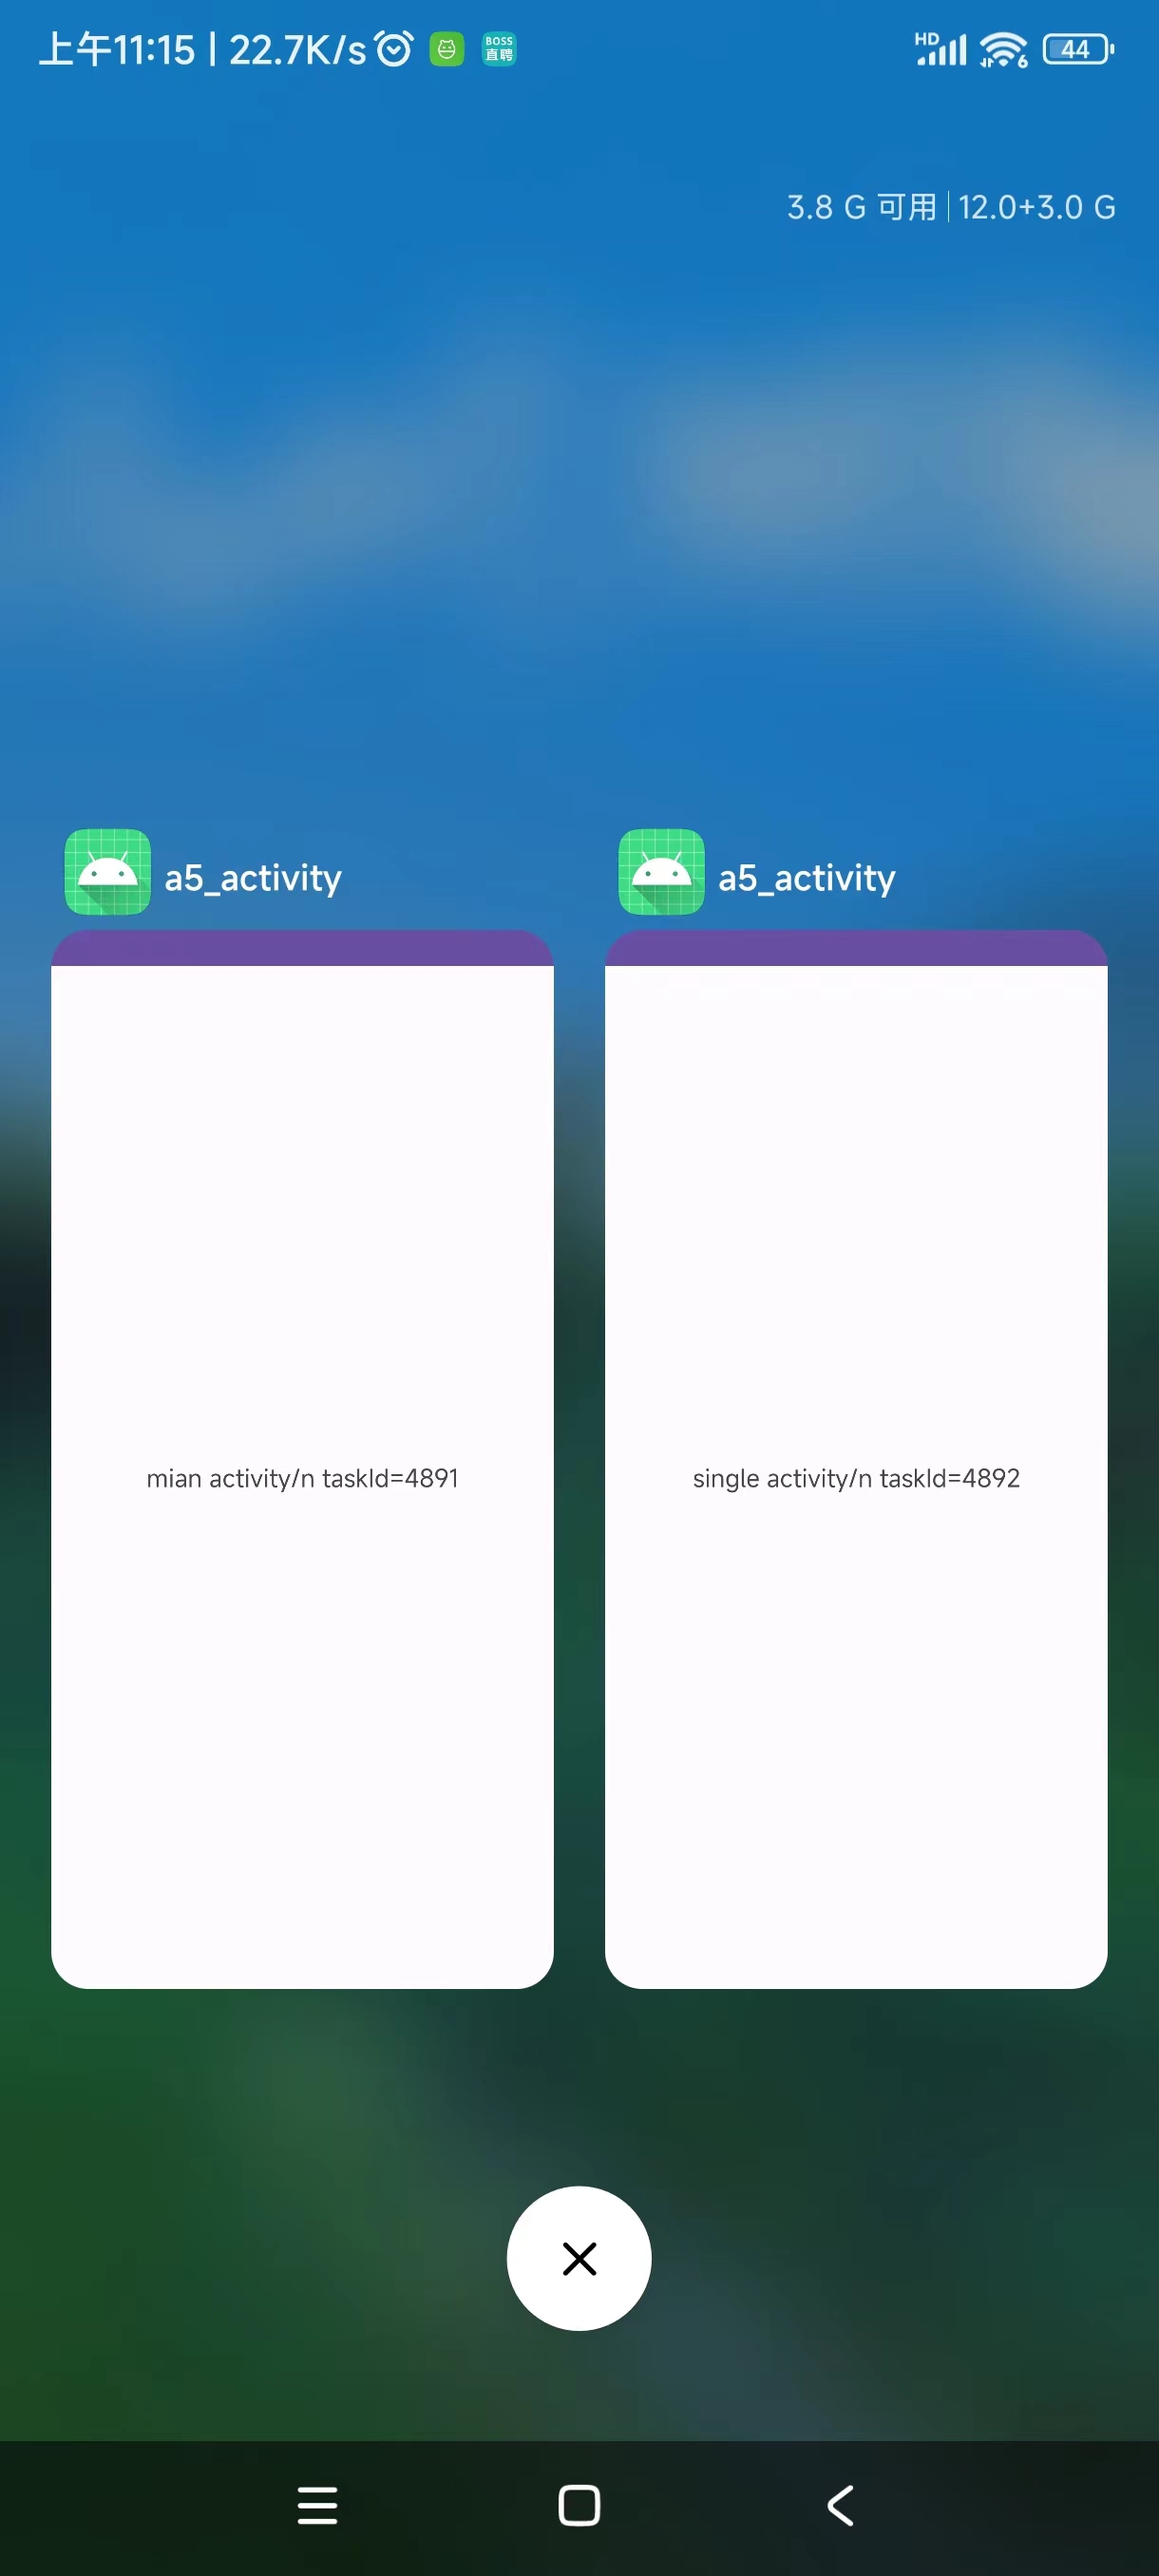 上午11:15 | 22.7K/s
BOSS
直聘
HD
6
44
3.8 G 可用 | 12.0+3.0 G
a5_activity
a5_activity
mian activity/n taskId=4891
single activity/n taskId=4892